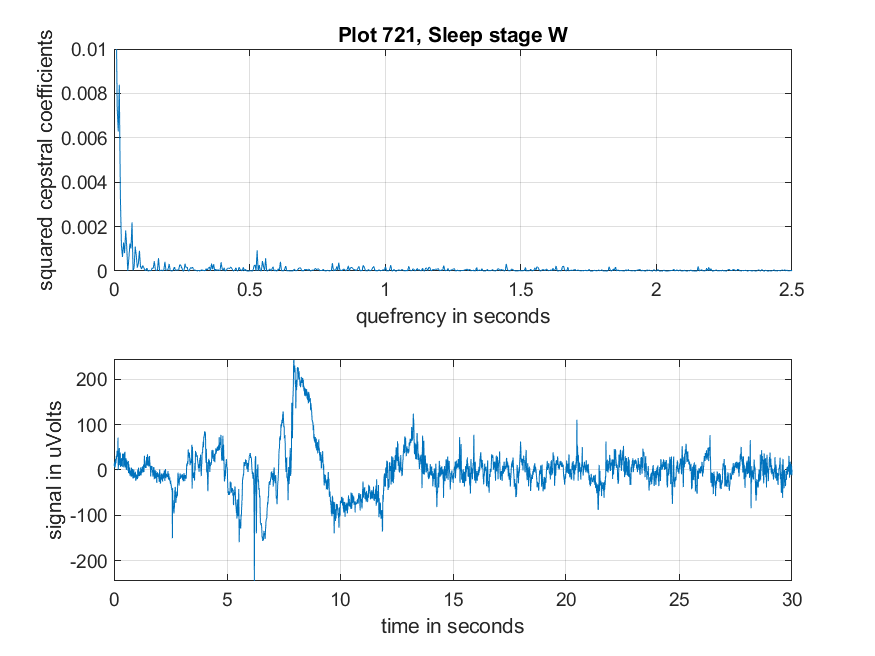 Plot 721, Sleep stage W
squared cepstral coefficients
0.01
0.008
0.006
0.004
0.002
0
0 0.5 1 1.5 2 2.5
quefrency in seconds
signal in uVolts
200
100
0
-100
-200
0 5 10 15 20 25 30
time in seconds